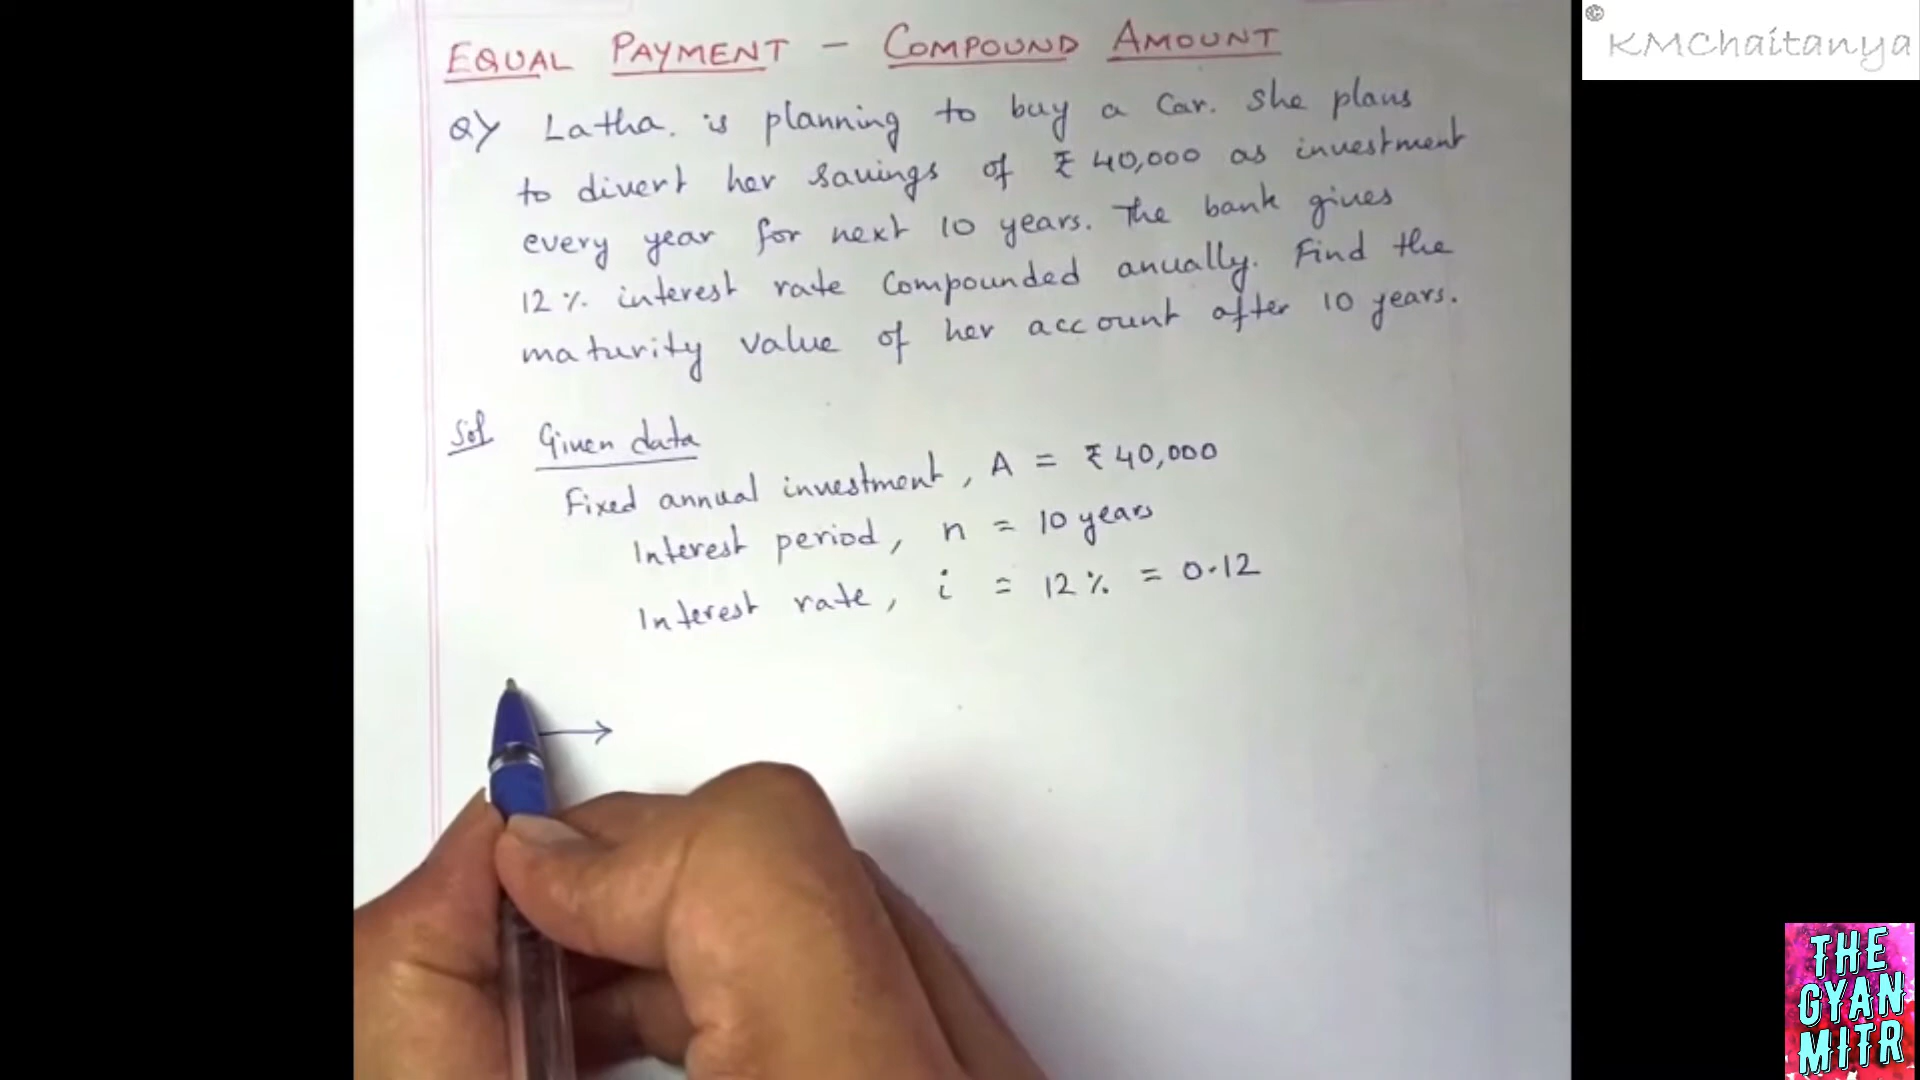 EQUAL PAYMENT - COMPOUND AMOUNT
Q) Latha. is planning to buy a Car. She plans
to divert her savings of ₹ 40,000 as investment
every year for next 10 years. The bank gives
12 % interest rate compounded anually. Find the
maturity value of her account after 10 years.
Sol Given data
Fixed annual investment, A = ₹ 40,000
Interest period, n = 10 years
Interest rate, i = 12 % = 0.12
KMChaitanya
THE
GYAN
MITR